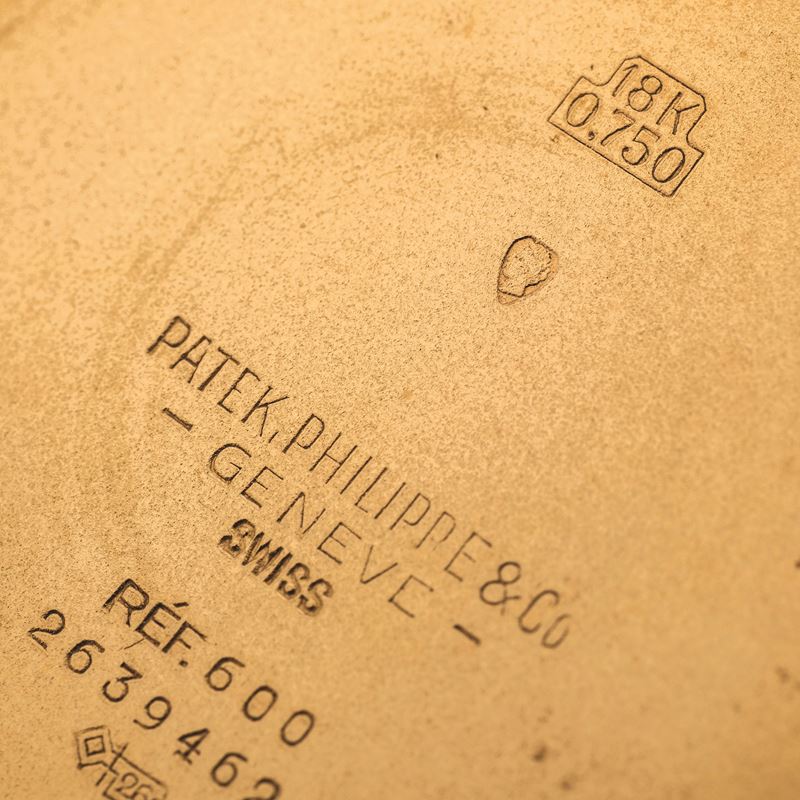 18K
0,750
PATEK, PHILIPPE & Co
- GENEVE -
SWISS
RÉF. 600
2639462